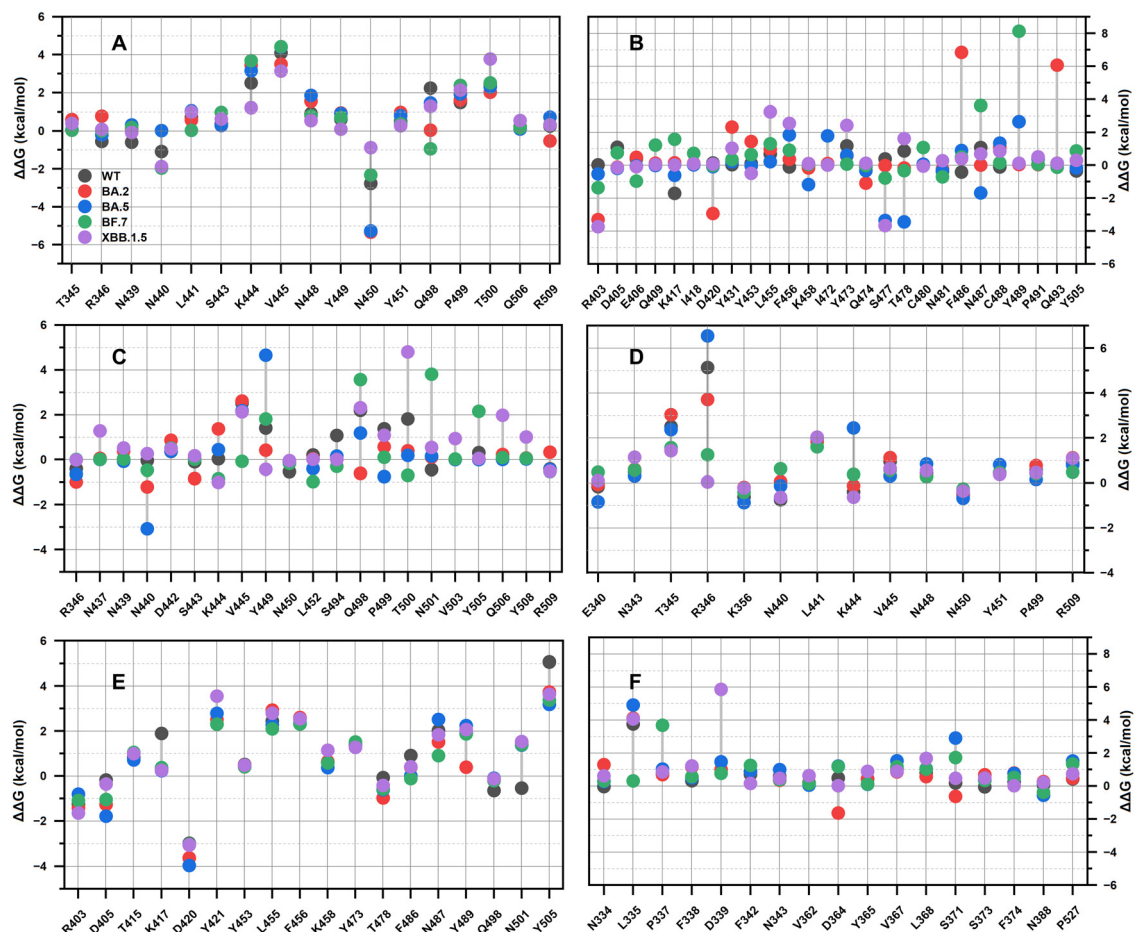 A
B
ΔΔG (kcal/mol)
6
4
2
0
−2
−4
−6
WT
BA.2
BA.5
BF.7
XBB.1.5
8
6
4
2
0
−2
−4
−6
ΔΔG (kcal/mol)
T345 R346 N439 N440 L441 S443 K444 V445 N448 Y449 N450 Y451 Q498 P499 T500 Q506 R509
R403 D405 E406 Q409 K417 I418 D420 Y431 Y453 L455 F456 K458 I472 Y473 Q474 S477 T478 C480 N481 F486 N487 C488 Y489 P491 Q493 Y505
C
D
ΔΔG (kcal/mol)
6
4
2
0
−2
−4
6
4
2
0
−2
−4
ΔΔG (kcal/mol)
R346 N437 N439 N440 D442 S443 K444 V445 Y449 N450 L452 S494 Q498 P499 T500 N501 V503 Y505 Q506 Y508 R509
E340 N343 T345 R346 K356 N440 L441 K444 V445 N448 N450 Y451 P499 R509
E
F
ΔΔG (kcal/mol)
6
4
2
0
−2
−4
8
6
4
2
0
−2
−4
−6
ΔΔG (kcal/mol)
R403 D405 T415 K417 D420 Y421 Y453 L455 F456 K458 Y473 T478 F486 N487 Y489 Q498 N501 Y505
N334 L335 P337 F338 D339 F342 N343 V362 D364 Y365 V367 L368 S371 S373 F374 N388 P527